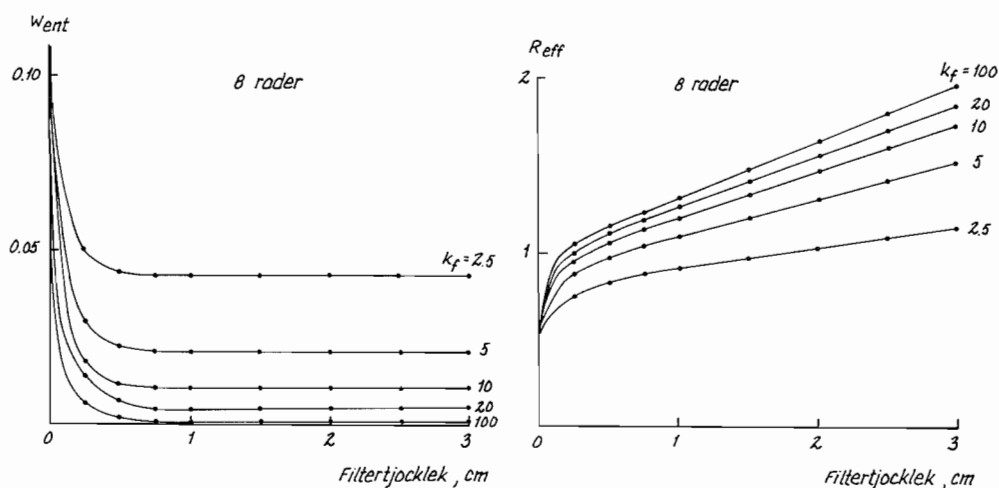 Went
0.10
8 rader
0.05
kf = 2.5
5
10
20
100
0
1
2
3
Filtertjocklek, cm
Reff
2
8 rader
kf = 100
20
10
5
2.5
1
0
1
2
3
Filtertjocklek, cm